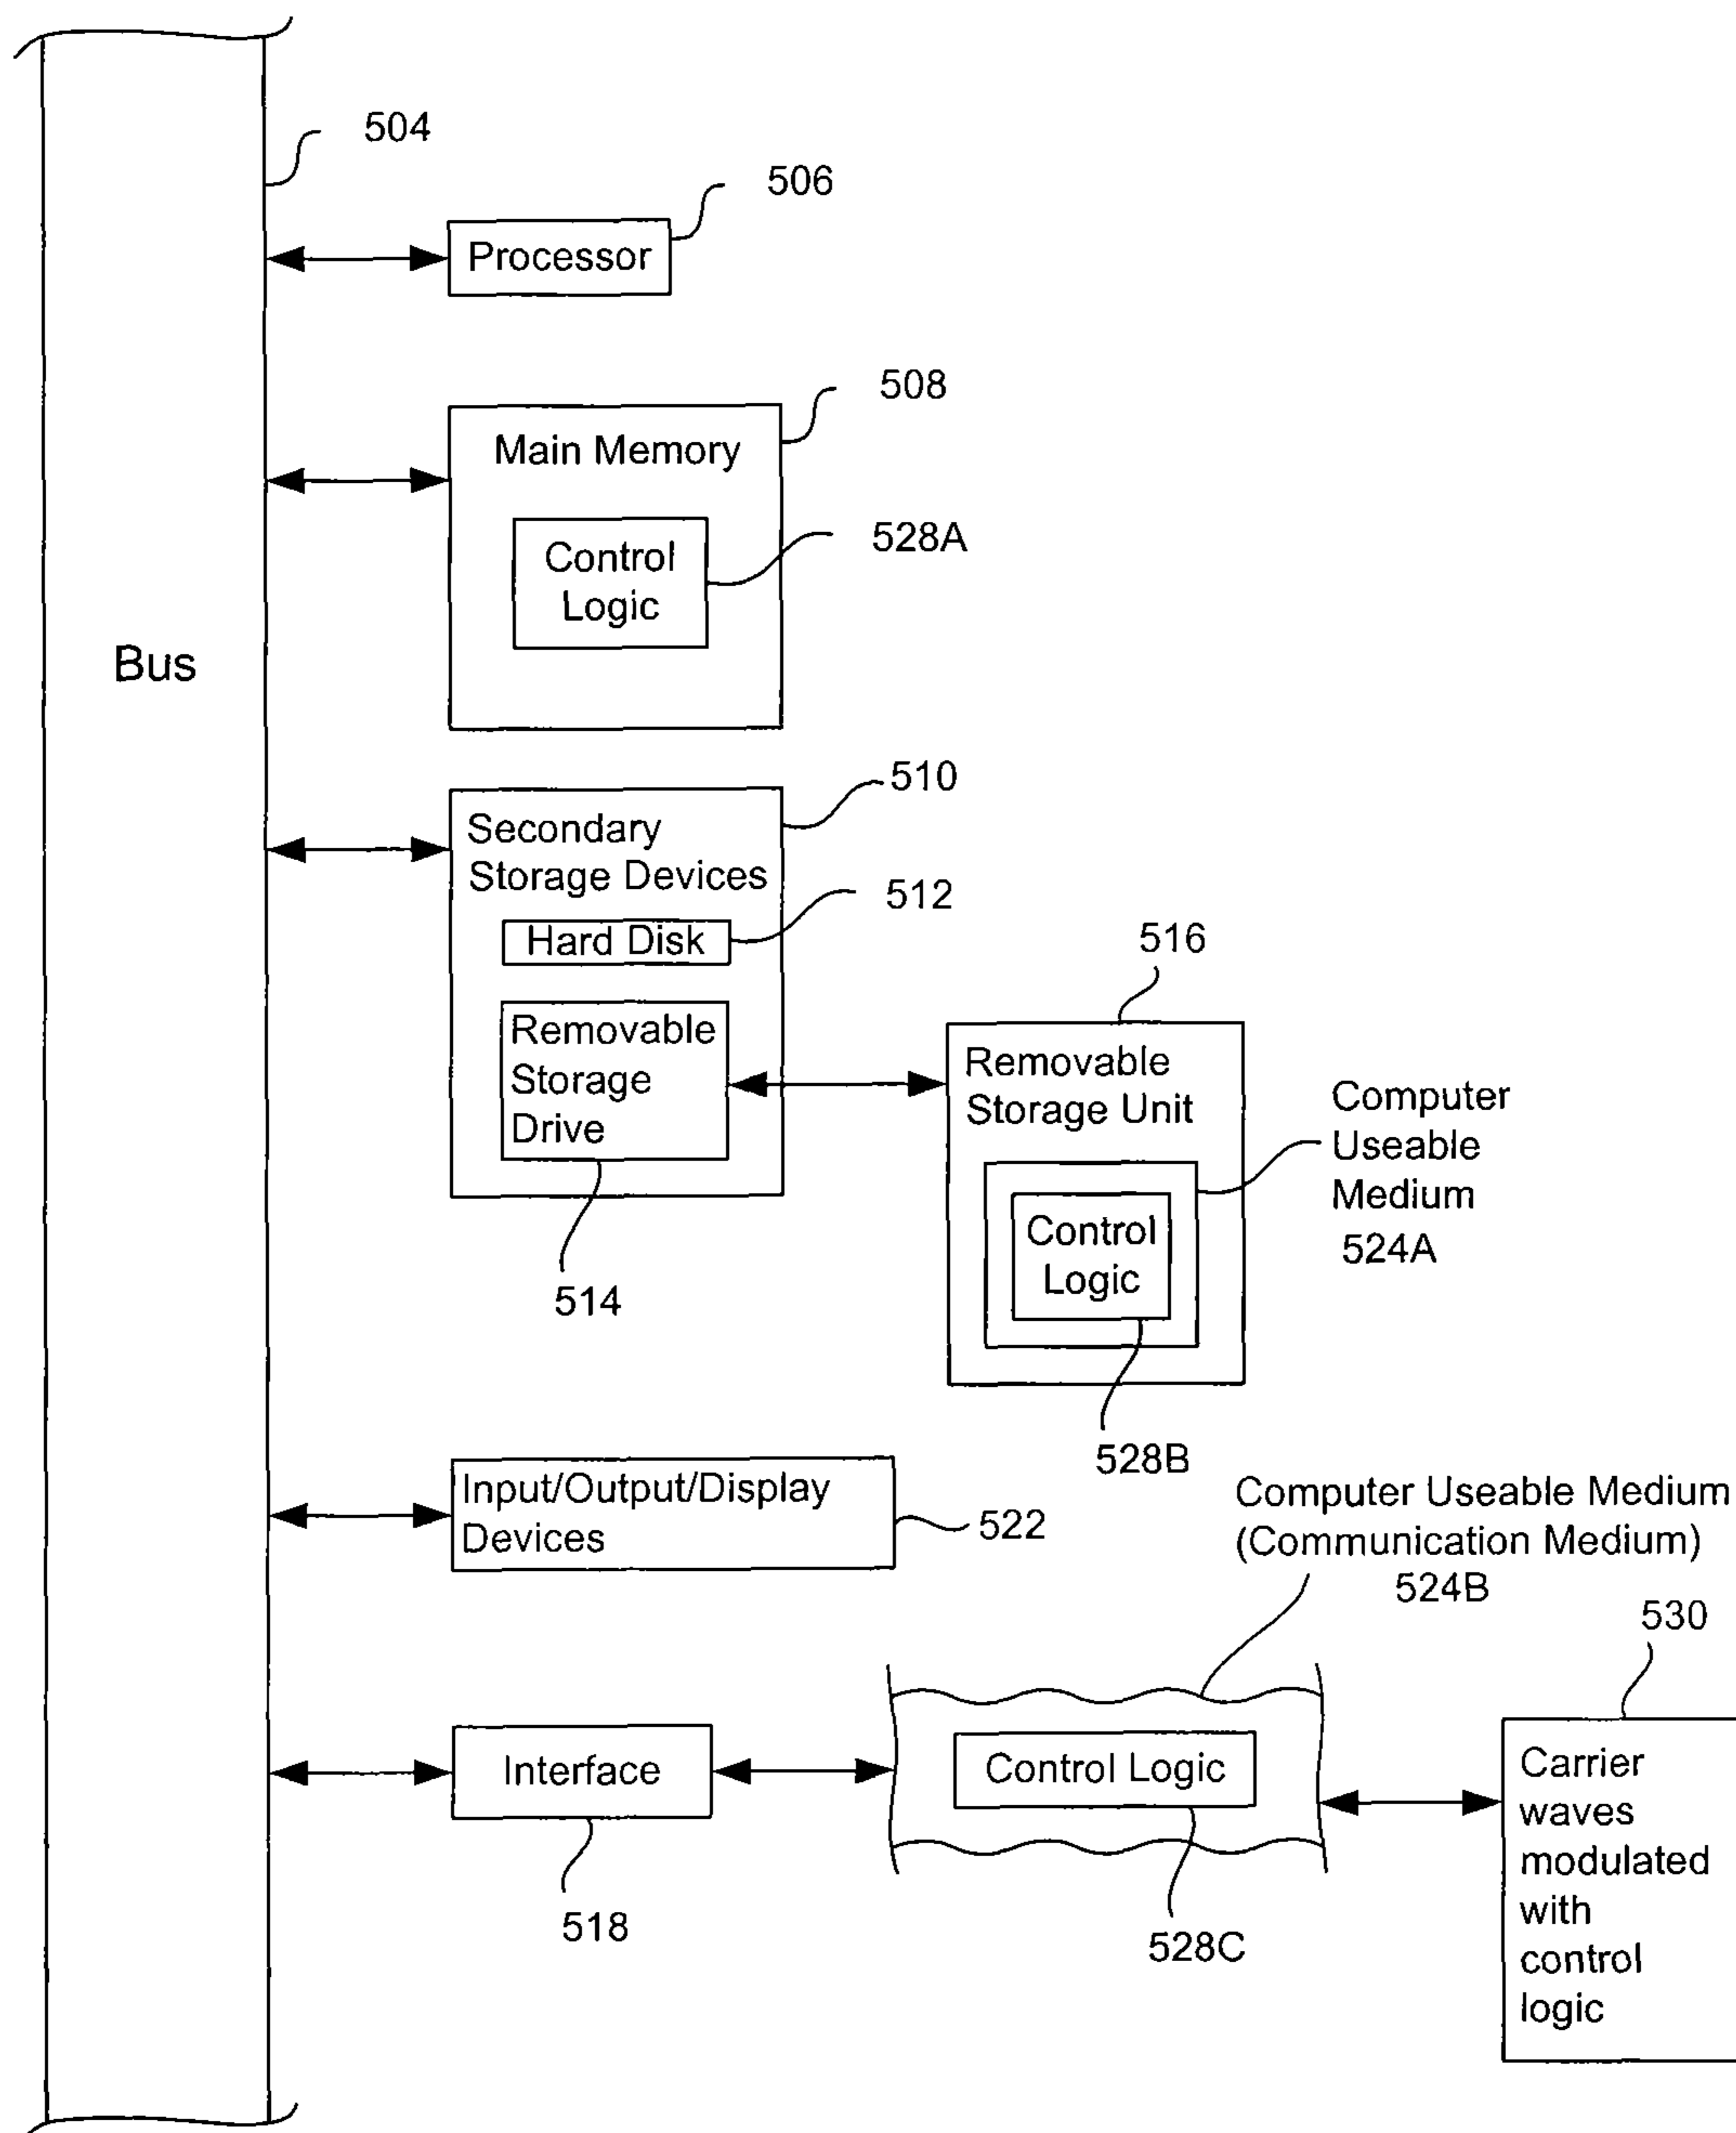 504
506
Processor
508
Main Memory
Control
Logic
528A
Bus
510
Secondary
Storage Devices
512
Hard Disk
516
Removable
Storage
Drive
514
Removable
Storage Unit
Computer
Useable
Medium
524A
Control
Logic
528B
Input/Output/Display
Devices
522
Computer Useable Medium
(Communication Medium)
524B
530
Interface
518
Control Logic
528C
Carrier
waves
modulated
with
control
logic